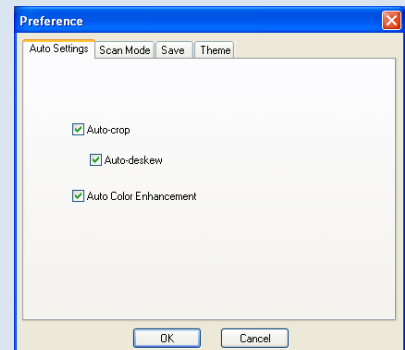 Preference
Auto Settings Scan Mode Save Theme
Auto-crop
Auto-deskew
Auto Color Enhancement
OK Cancel